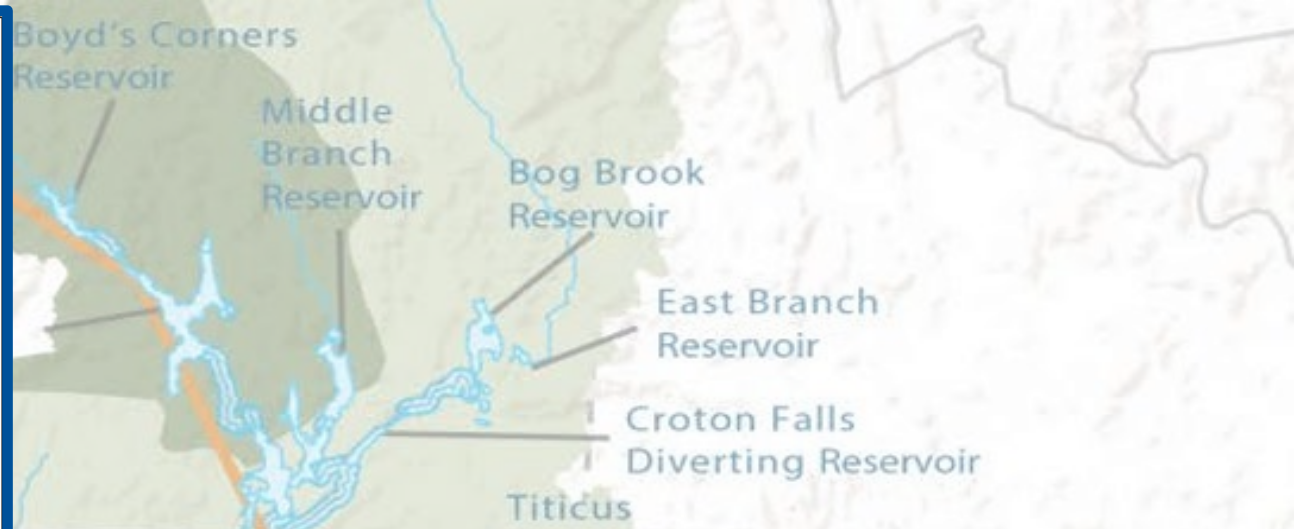 Boyd's Corners
Reservoir
Middle
Branch
Reservoir
Bog Brook
Reservoir
East Branch
Reservoir
Croton Falls
Diverting Reservoir
Titicus